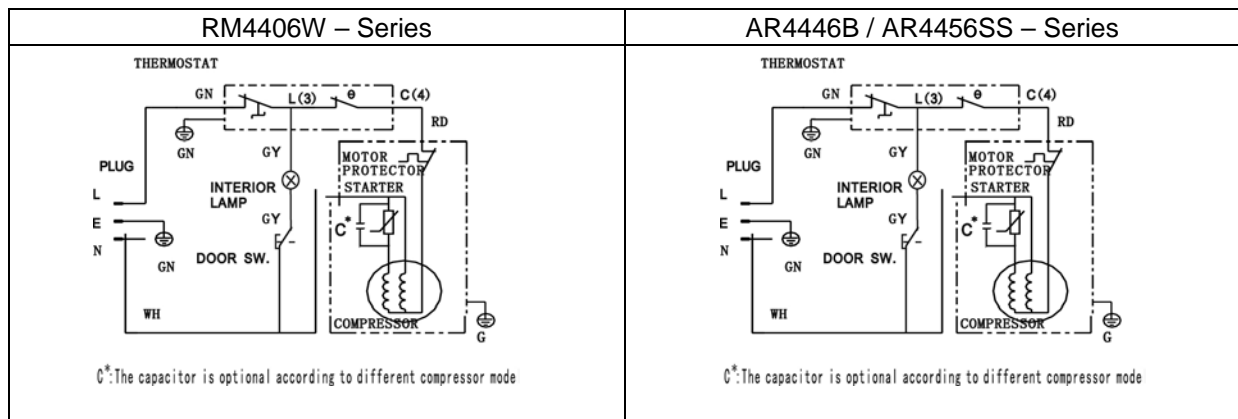 RM4406W – Series
THERMOSTAT
GN
L(3)
θ
C(4)
RD
GN
PLUG
GY
MOTOR
PROTECTOR
L
INTERIOR
LAMP
STARTER
E
GY
C*
N
GN
DOOR SW.
WH
COMPRESSOR
G
C*:The capacitor is optional according to different compressor mode
AR4446B / AR4456SS – Series
THERMOSTAT
GN
L(3)
θ
C(4)
RD
GN
PLUG
GY
MOTOR
PROTECTOR
L
INTERIOR
LAMP
STARTER
E
GY
C*
N
GN
DOOR SW.
WH
COMPRESSOR
G
C*:The capacitor is optional according to different compressor mode